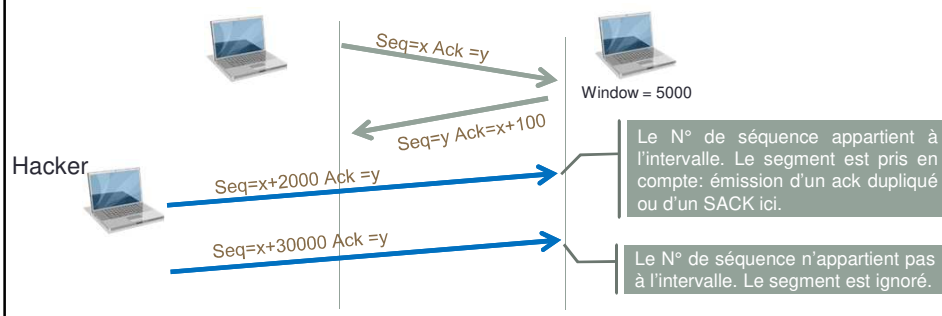 Seq=x Ack =y
Window = 5000
Seq=y Ack=x+100
Le N° de séquence appartient à
l'intervalle. Le segment est pris en
compte: émission d'un ack dupliqué
ou d'un SACK ici.
Hacker
Seq=x+2000 Ack =y
Seq=x+30000 Ack =y
Le N° de séquence n'appartient pas
à l'intervalle. Le segment est ignoré.